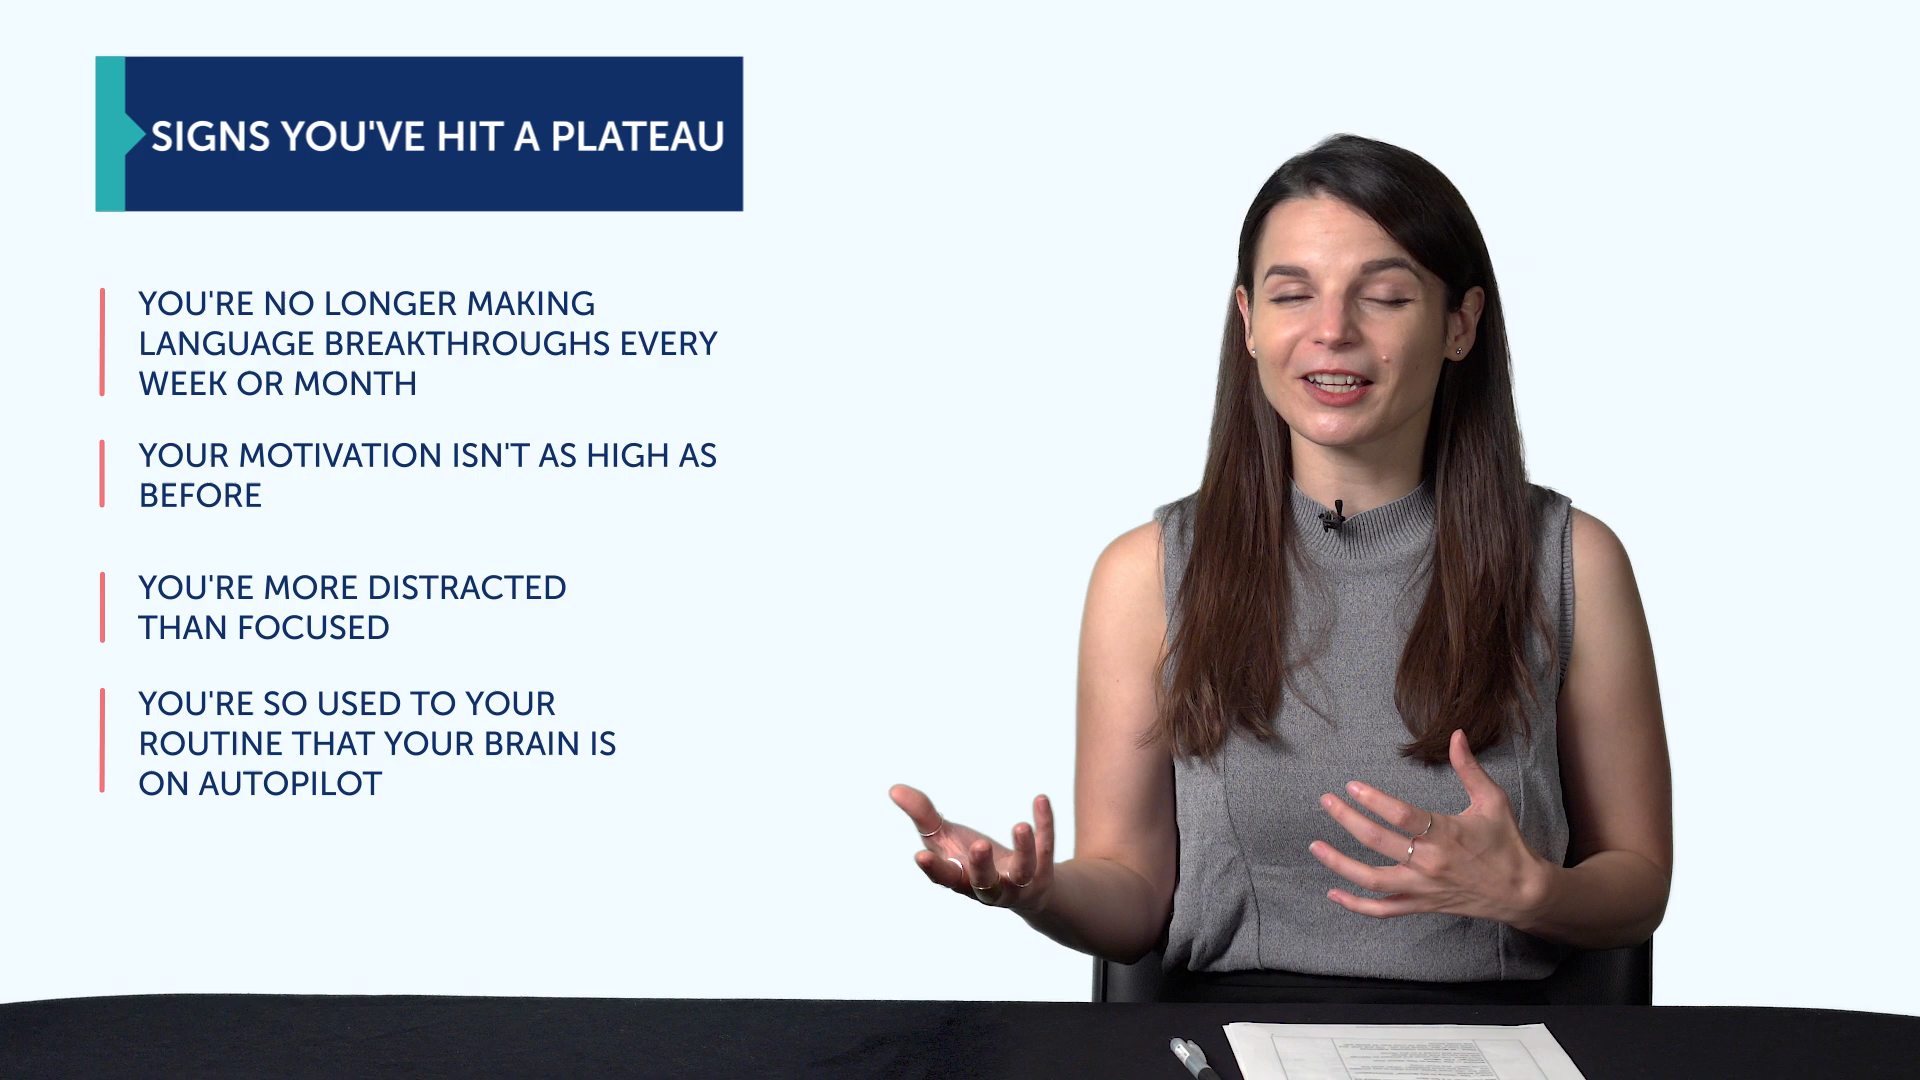 SIGNS YOU'VE HIT A PLATEAU
YOU'RE NO LONGER MAKING
LANGUAGE BREAKTHROUGHS EVERY
WEEK OR MONTH
YOUR MOTIVATION ISN'T AS HIGH AS
BEFORE
YOU'RE MORE DISTRACTED
THAN FOCUSED
YOU'RE SO USED TO YOUR
ROUTINE THAT YOUR BRAIN IS
ON AUTOPILOT